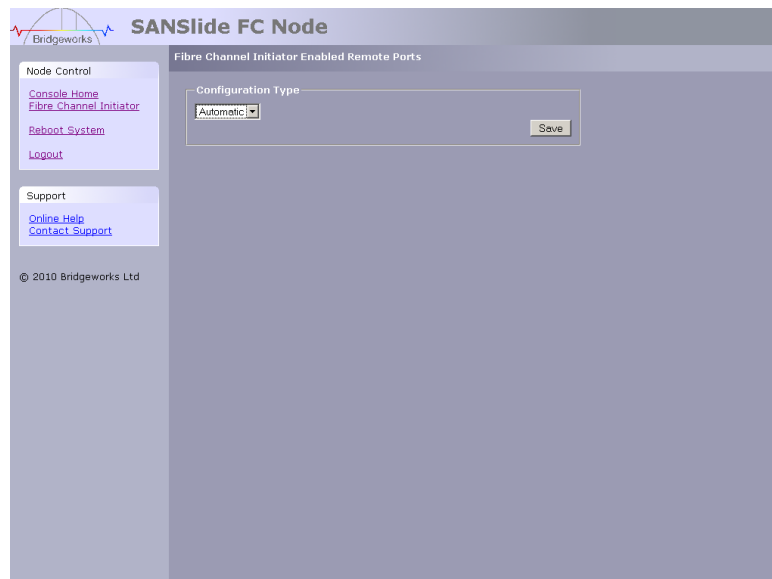 Bridgeworks
SANSlide FC Node
Fibre Channel Initiator Enabled Remote Ports
Node Control
Console Home
Fibre Channel Initiator
Reboot System
Logout
Support
Online Help
Contact Support
© 2010 Bridgeworks Ltd
Configuration Type
Automatic
Save